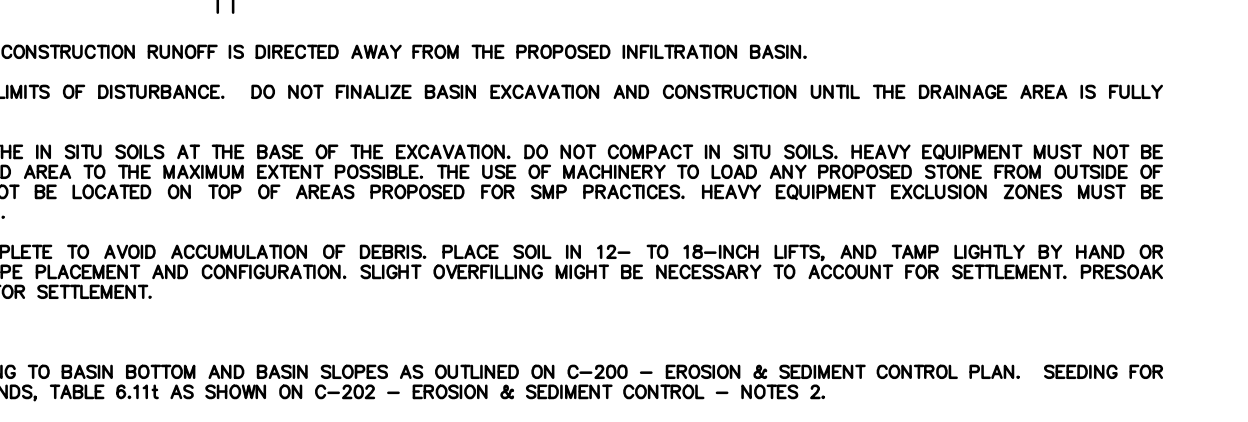 CONSTRUCTION RUNOFF IS DIRECTED AWAY FROM THE PROPOSED INFILTRATION BASIN.
LIMITS OF DISTURBANCE. DO NOT FINALIZE BASIN EXCAVATION AND CONSTRUCTION UNTIL THE DRAINAGE AREA IS FULLY
HE IN SITU SOILS AT THE BASE OF THE EXCAVATION. DO NOT COMPACT IN SITU SOILS. HEAVY EQUIPMENT MUST NOT BE
D AREA TO THE MAXIMUM EXTENT POSSIBLE. THE USE OF MACHINERY TO LOAD ANY PROPOSED STONE FROM OUTSIDE OF
OT BE LOCATED ON TOP OF AREAS PROPOSED FOR SMP PRACTICES. HEAVY EQUIPMENT EXCLUSION ZONES MUST BE
.
PLETE TO AVOID ACCUMULATION OF DEBRIS. PLACE SOIL IN 12– TO 18–INCH LIFTS, AND TAMP LIGHTLY BY HAND OR
PE PLACEMENT AND CONFIGURATION. SLIGHT OVERFILLING MIGHT BE NECESSARY TO ACCOUNT FOR SETTLEMENT. PRESOAK
FOR SETTLEMENT.
NG TO BASIN BOTTOM AND BASIN SLOPES AS OUTLINED ON C–200 – EROSION & SEDIMENT CONTROL PLAN. SEEDING FOR
NDS, TABLE 6.11t AS SHOWN ON C–202 – EROSION & SEDIMENT CONTROL – NOTES 2.